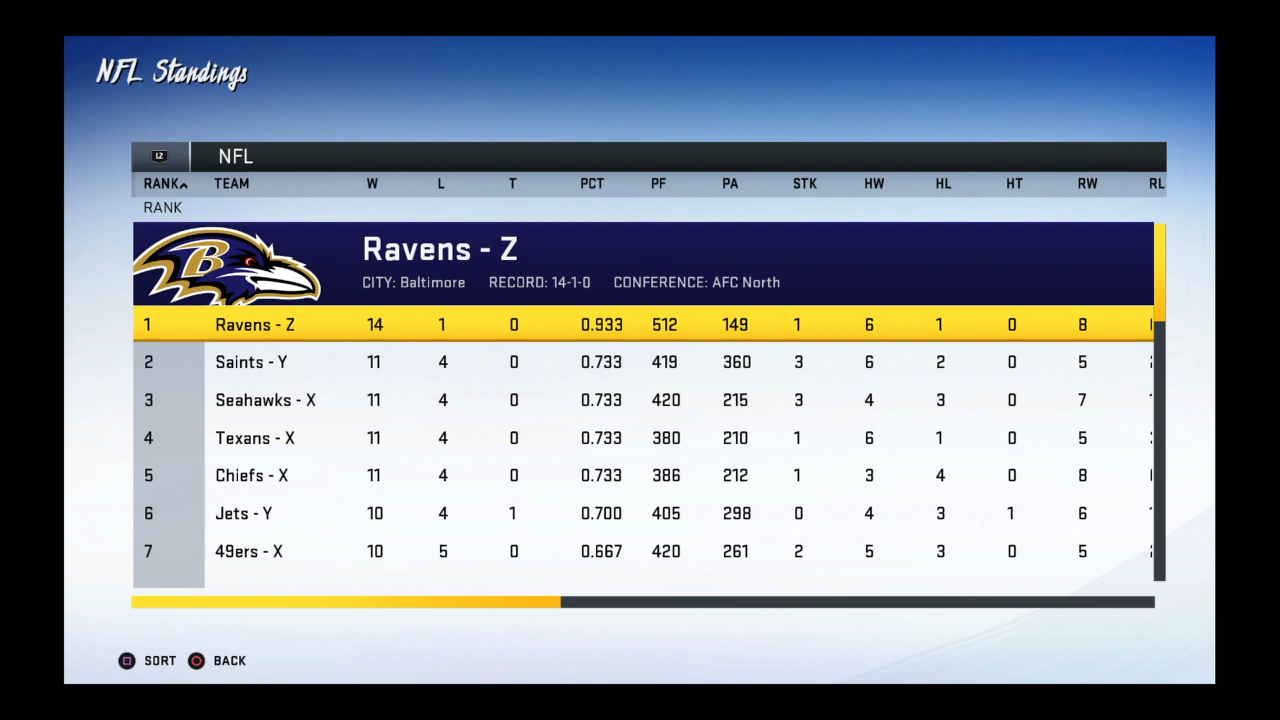 NFL Standings
L2 NFL
RANK TEAM W L T PCT PF PA STK HW HL HT RW RL
RANK
B
Ravens - Z
CITY: Baltimore RECORD: 14-1-0 CONFERENCE: AFC North
1 Ravens - Z 14 1 0 0.933 512 149 1 6 1 0 8
2 Saints - Y 11 4 0 0.733 419 360 3 6 2 0 5
3 Seahawks - X 11 4 0 0.733 420 215 3 4 3 0 7
4 Texans - X 11 4 0 0.733 380 210 1 6 1 0 5
5 Chiefs - X 11 4 0 0.733 386 212 1 3 4 0 8
6 Jets - Y 10 4 1 0.700 405 298 0 4 3 1 6
7 49ers - X 10 5 0 0.667 420 261 2 5 3 0 5
SORT BACK